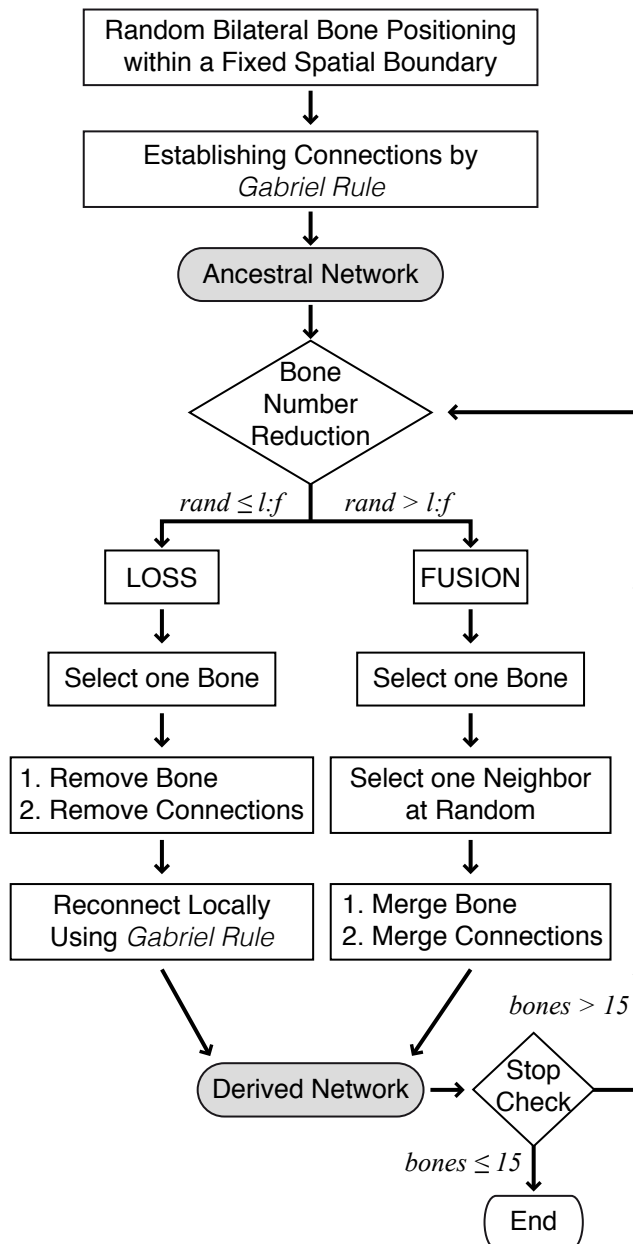 Random Bilateral Bone Positioning
within a Fixed Spatial Boundary
Establishing Connections by
Gabriel Rule
Ancestral Network
Bone
Number
Reduction
rand ≤ l:f
rand > l:f
LOSS
FUSION
Select one Bone
Select one Bone
1. Remove Bone
2. Remove Connections
Select one Neighbor
at Random
Reconnect Locally
Using Gabriel Rule
1. Merge Bone
2. Merge Connections
bones > 15
Derived Network
Stop
Check
bones ≤ 15
End